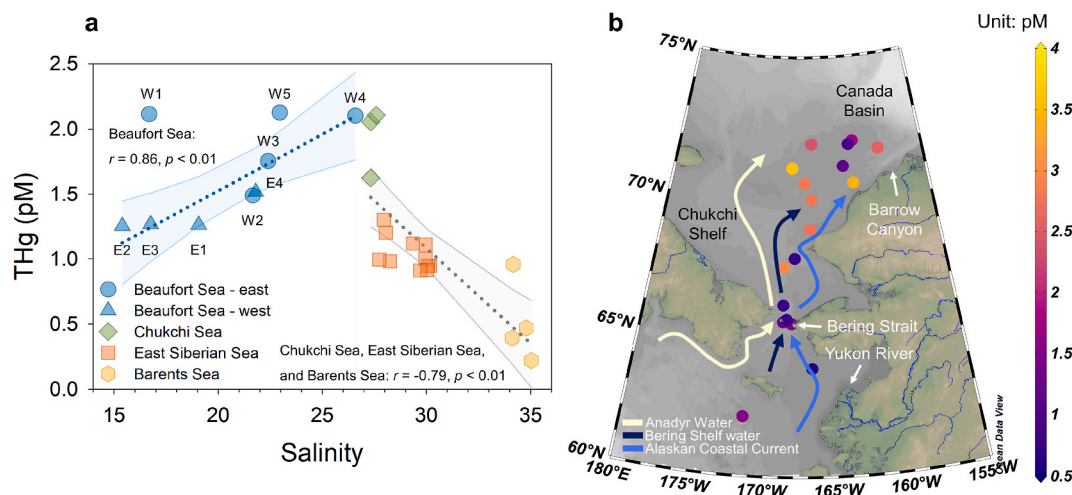 a
THg (pM)
2.5
2.0
1.5
1.0
0.5
0.0
W1
W5
W4
W3
E4
W2
E2
E3
E1
Beaufort Sea:
r = 0.86, p < 0.01
Beaufort Sea - east
Beaufort Sea - west
Chukchi Sea
East Siberian Sea
Barents Sea
Chukchi Sea, East Siberian Sea,
and Barents Sea: r = -0.79, p < 0.01
15
20
25
30
35
Salinity
b
Unit: pM
75°N
70°N
65°N
60°N
180°E
175°W
170°W
165°W
160°W
155°W
Canada
Basin
Chukchi
Shelf
Barrow
Canyon
Bering Strait
Yukon River
Anadyr Water
Bering Shelf water
Alaskan Coastal Current
4
3.5
3
2.5
2
1.5
1
0.5